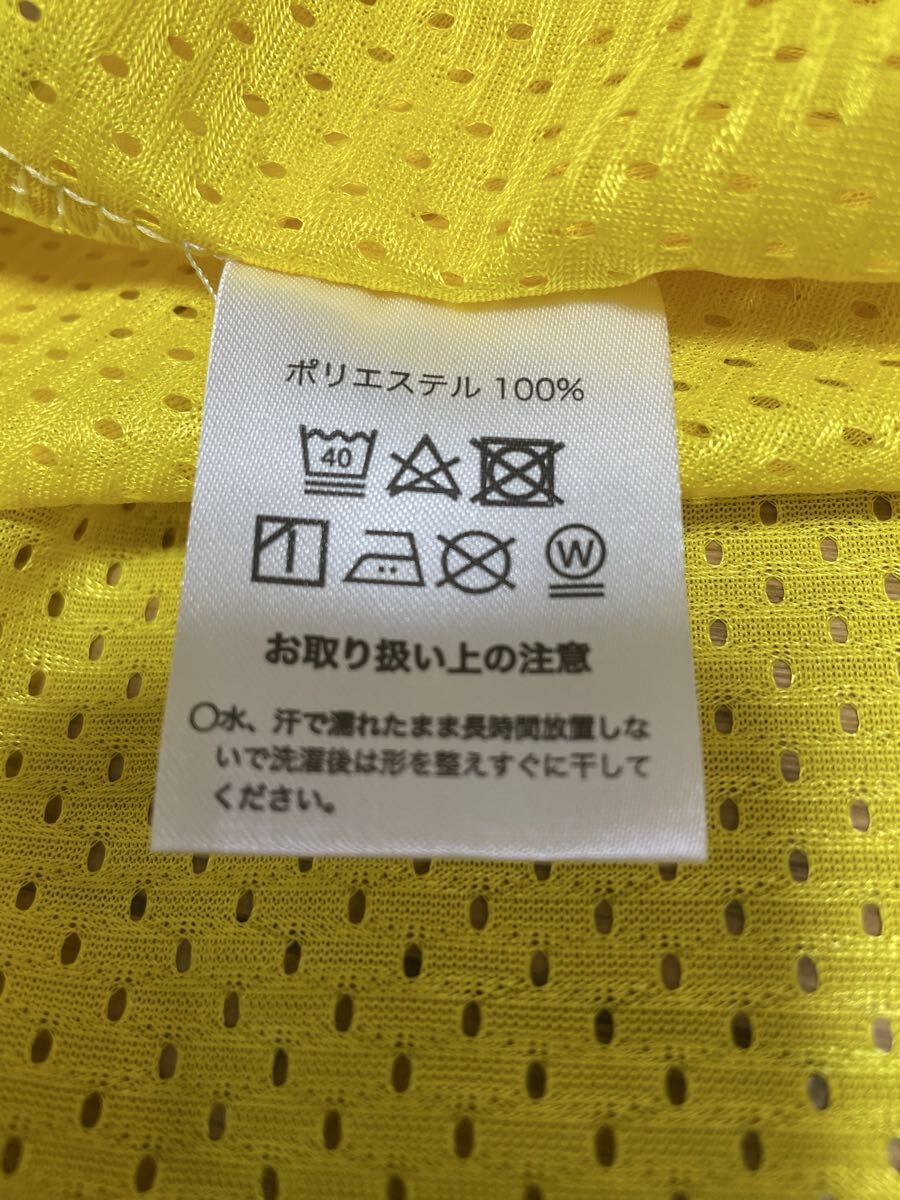 ポリエステル 100%
40
W
お取り扱い上の注意
〇水、汗で濡れたまま長時間放置しな
いで洗濯後は形を整えすぐに干して
ください。